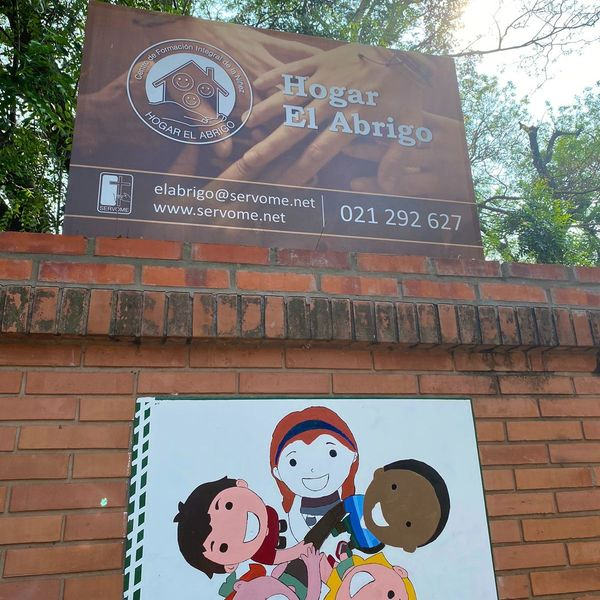 Centro de Formación Integral de la Niñez
HOGAR EL ABRIGO
Hogar
El Abrigo
SERVOME
elabrigo@servome.net
www.servome.net
021 292 627